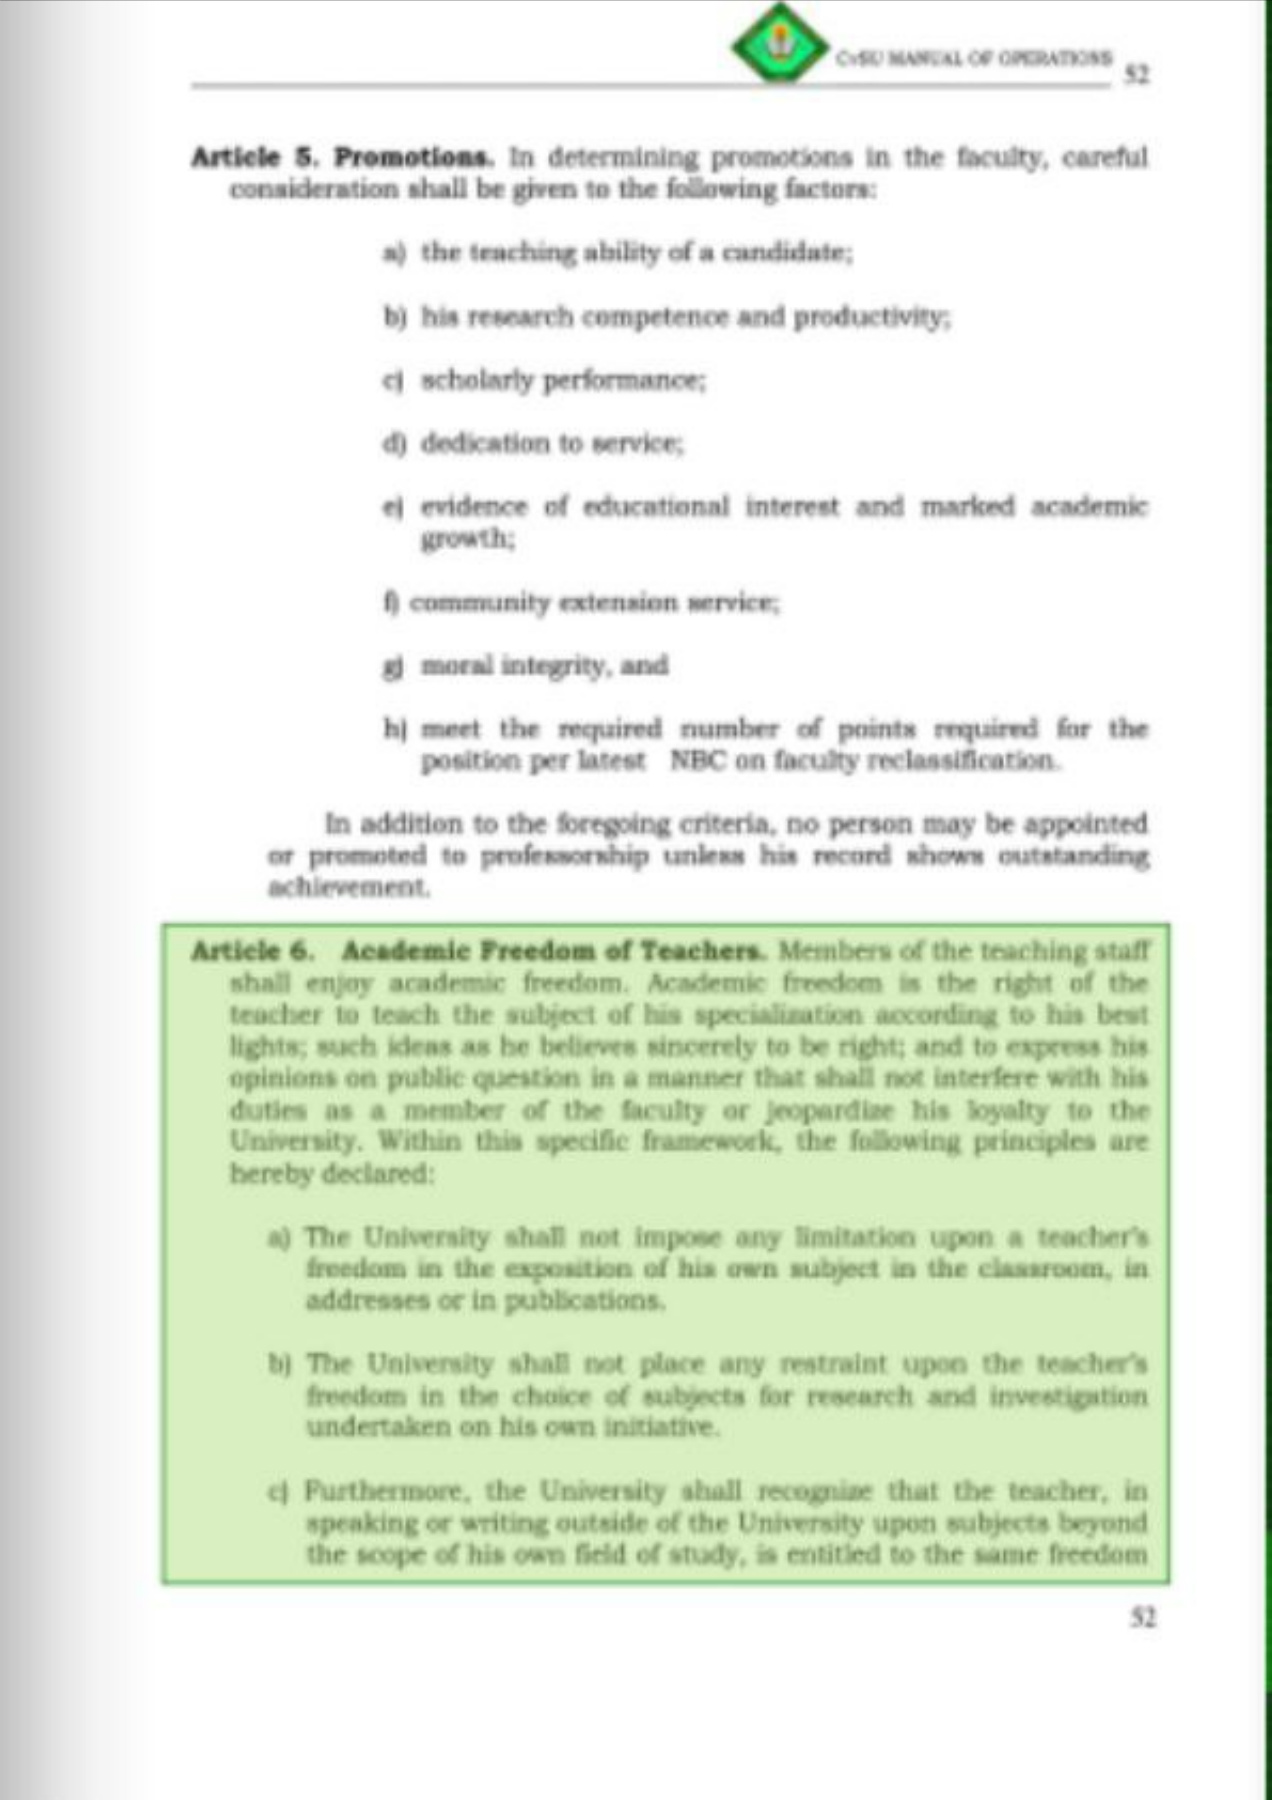 CvSU MANUAL OF OPERATIONS
52
Article 5. Promotions. In determining promotions in the faculty, careful
consideration shall be given to the following factors:
a) the teaching ability of a candidate;
b) his research competence and productivity;
c) scholarly performance;
d) dedication to service;
e) evidence of educational interest and marked academic
growth;
f) community extension service;
g) moral integrity, and
h) meet the required number of points required for the
position per latest NBC on faculty reclassification.
In addition to the foregoing criteria, no person may be appointed
or promoted to professorship unless his record shows outstanding
achievement.
Article 6. Academic Freedom of Teachers. Members of the teaching staff
shall enjoy academic freedom. Academic freedom is the right of the
teacher to teach the subject of his specialization according to his best
lights; such ideas as he believes sincerely to be right; and to express his
opinions on public question in a manner that shall not interfere with his
duties as a member of the faculty or jeopardize his loyalty to the
University. Within this specific framework, the following principles are
hereby declared:
a) The University shall not impose any limitation upon a teacher's
freedom in the exposition of his own subject in the classroom, in
addresses or in publications.
b) The University shall not place any restraint upon the teacher's
freedom in the choice of subjects for research and investigation
undertaken on his own initiative.
c) Furthermore, the University shall recognize that the teacher, in
speaking or writing outside of the University upon subjects beyond
the scope of his own field of study, is entitled to the same freedom
52